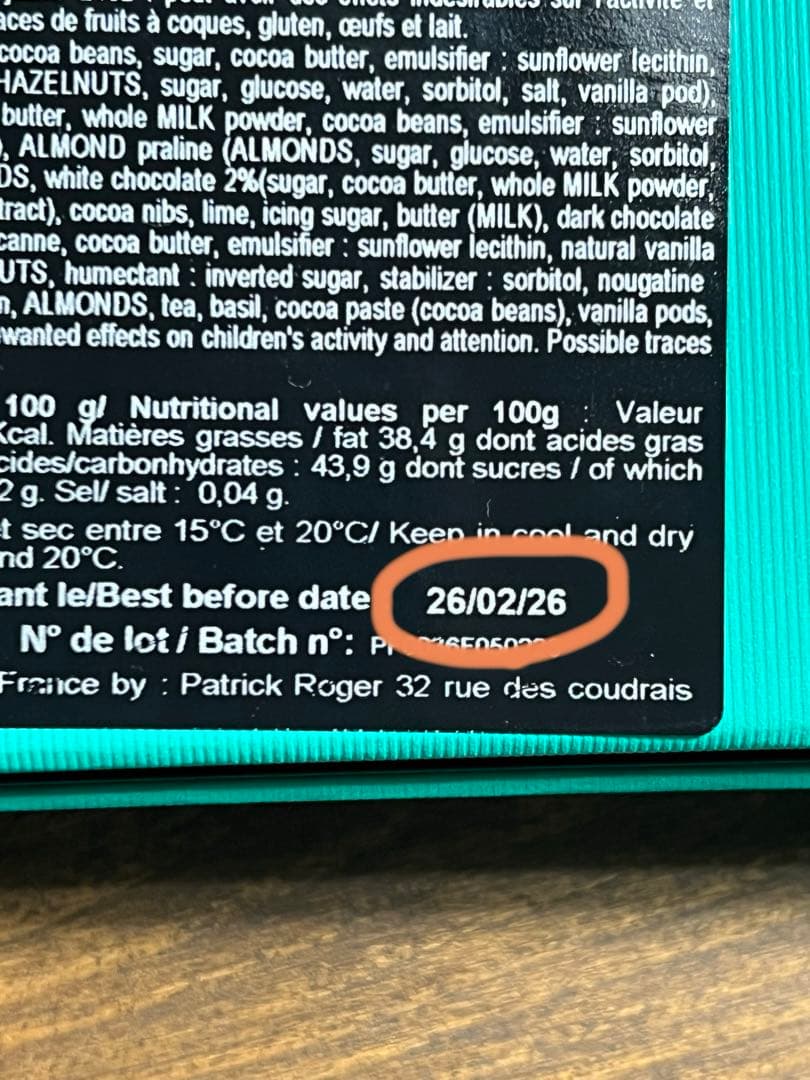 aces de fruits à coques, gluten, œufs et lait.
cocoa beans, sugar, cocoa butter, emulsifier : sunflower lecithin,
HAZELNUTS, sugar, glucose, water, sorbitol, salt, vanilla pod),
butter, whole MILK powder, cocoa beans, emulsifier : sunflower
), ALMOND praline (ALMONDS, sugar, glucose, water, sorbitol,
DS, white chocolate 2%(sugar, cocoa butter, whole MILK powder,
tract), cocoa nibs, lime, icing sugar, butter (MILK), dark chocolate
canne, cocoa butter, emulsifier : sunflower lecithin, natural vanilla
UTS, humectant : inverted sugar, stabilizer : sorbitol, nougatine
n, ALMONDS, tea, basil, cocoa paste (cocoa beans), vanilla pods,
wanted effects on children's activity and attention. Possible traces
100 g/ Nutritional values per 100g : Valeur
Kcal. Matières grasses / fat 38,4 g dont acides gras
cides/carbonhydrates : 43,9 g dont sucres / of which
2 g. Sel/ salt : 0,04 g.
t sec entre 15°C et 20°C/ Keep in cool and dry
nd 20°C.
ant le/Best before date 26/02/26
N° de lot / Batch n°:
France by : Patrick Roger 32 rue des coudrais